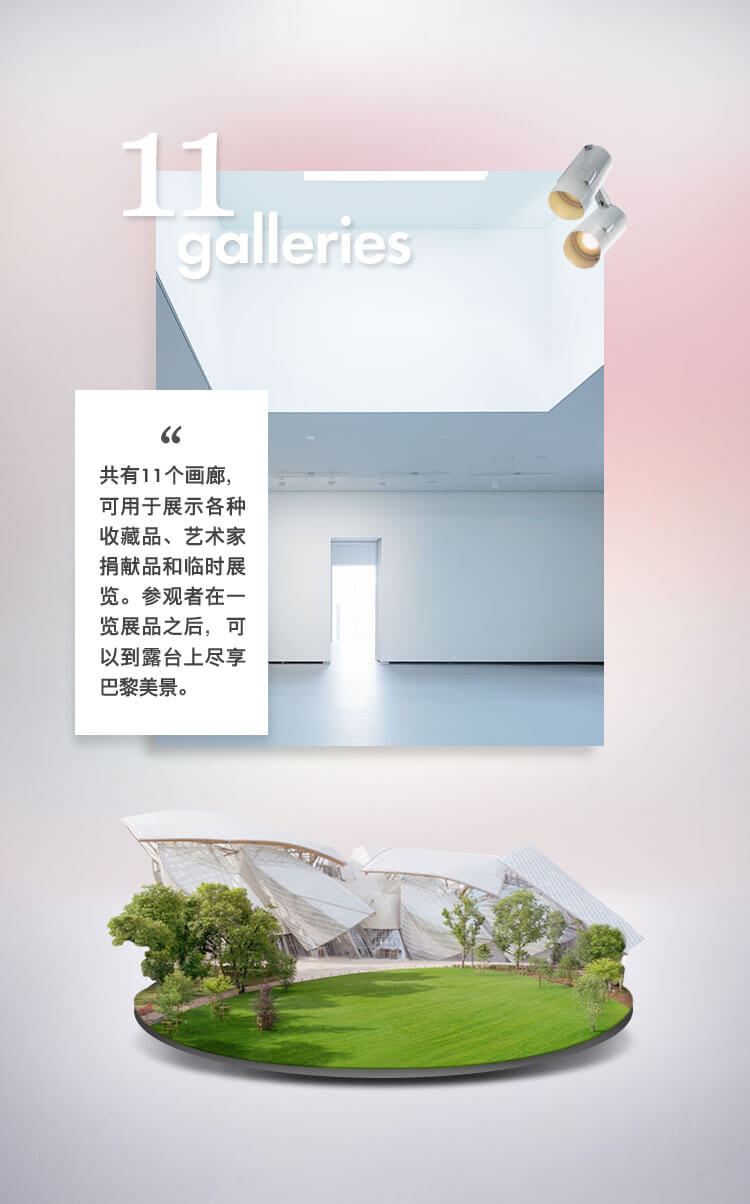 11
galleries
“
共有11个画廊，
可用于展示各种
收藏品、艺术家
捐献品和临时展
览。参观者在一
览展品之后，可
以到露台上尽享
巴黎美景。